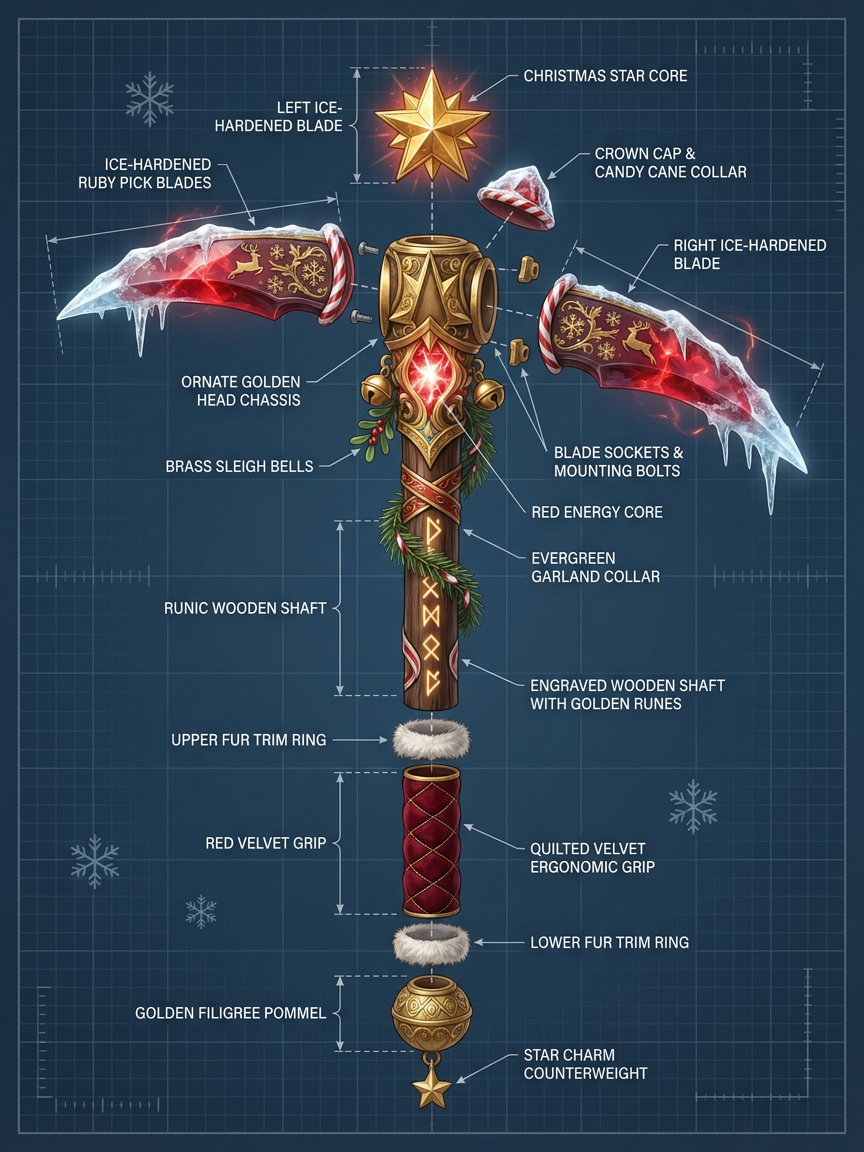 CHRISTMAS STAR CORE
LEFT ICE-
HARDENED BLADE
CROWN CAP &
CANDY CANE COLLAR
ICE-HARDENED
RUBY PICK BLADES
RIGHT ICE-HARDENED
BLADE
ORNATE GOLDEN
HEAD CHASSIS
BRASS SLEIGH BELLS
BLADE SOCKETS &
MOUNTING BOLTS
RED ENERGY CORE
EVERGREEN
GARLAND COLLAR
RUNIC WOODEN SHAFT
ENGRAVED WOODEN SHAFT
WITH GOLDEN RUNES
UPPER FUR TRIM RING
RED VELVET GRIP
QUILTED VELVET
ERGONOMIC GRIP
LOWER FUR TRIM RING
GOLDEN FILIGREE POMMEL
STAR CHARM
COUNTERWEIGHT